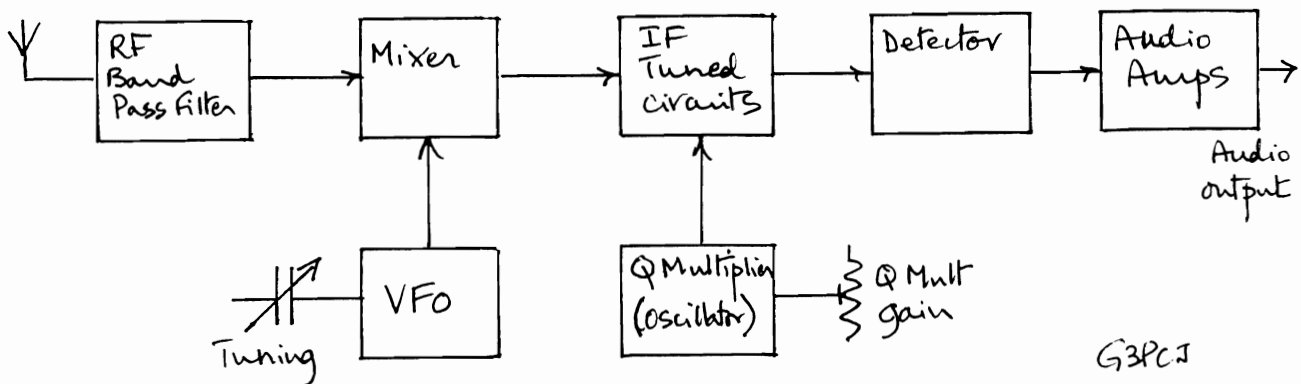 RF
Band
Pass Filter
Mixer
IF
Tuned
circuits
Detector
Audio
Amps
Audio
output
VFO
Tuning
Q Multiplier
(oscillator)
Q Mult
gain
G3PCJ